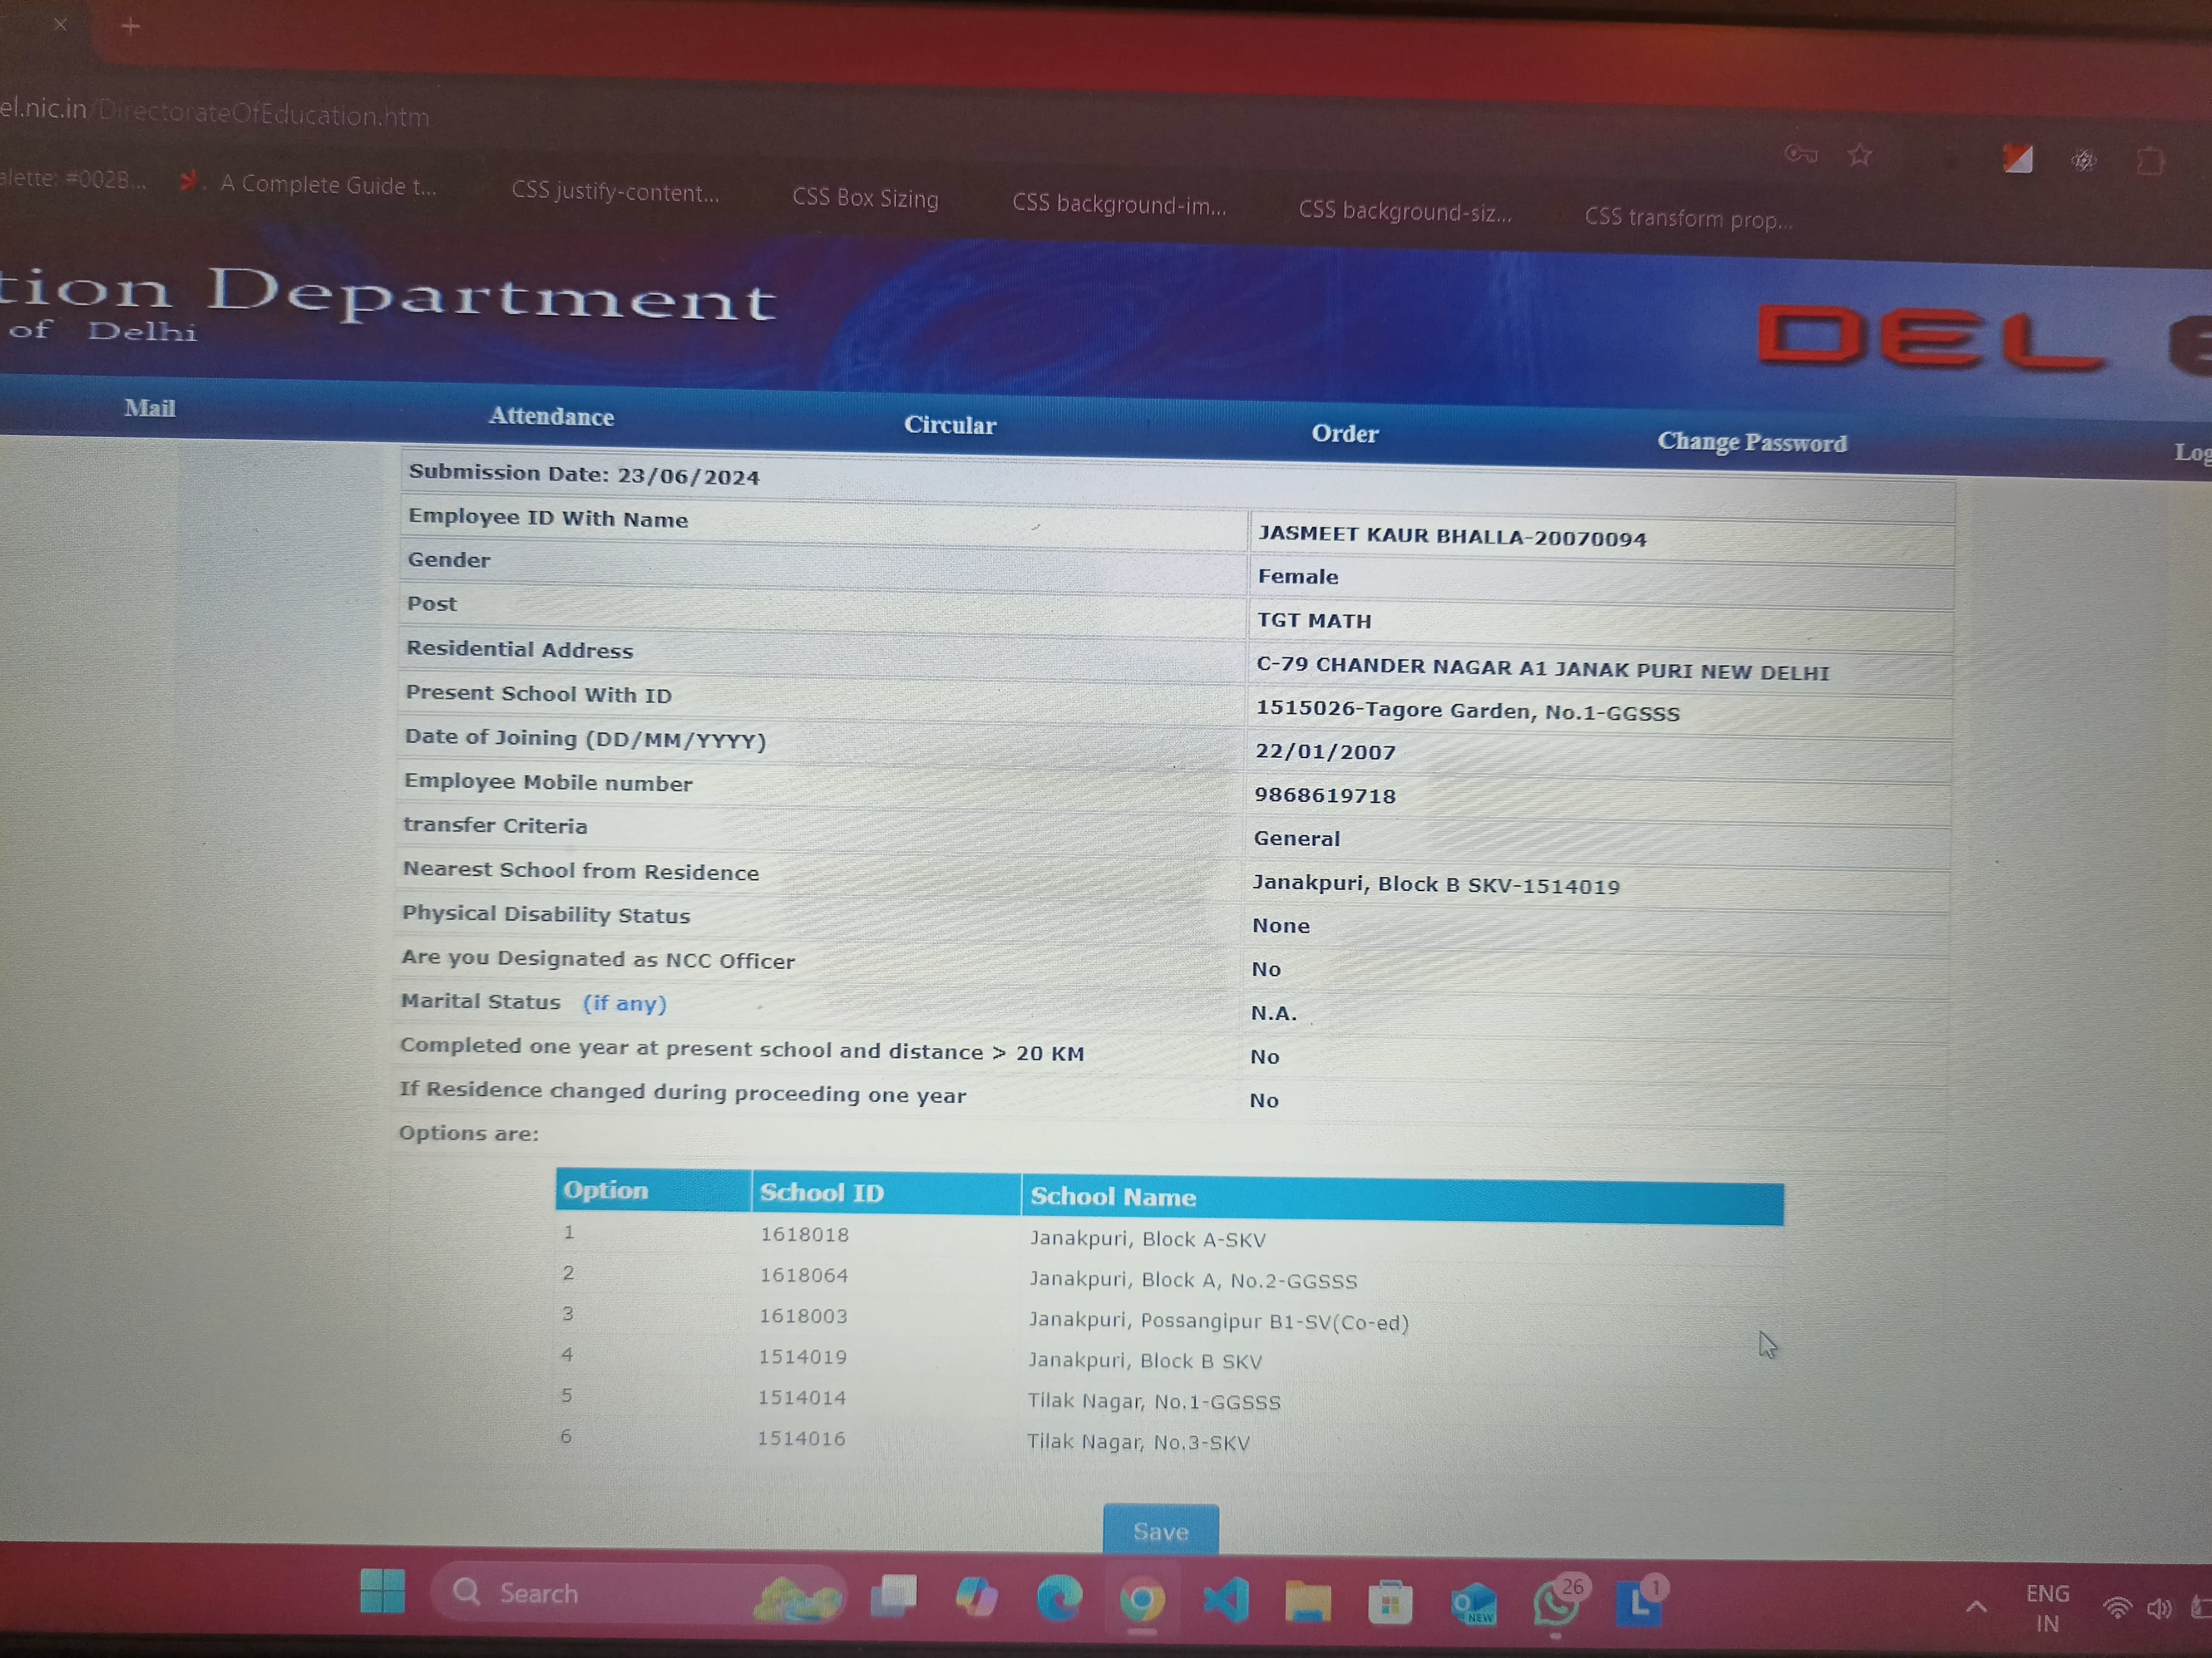 el.nic.in/DirectorateOfEducation.htm
alette: #002B... A Complete Guide t... CSS justify-content... CSS Box Sizing CSS background-im... CSS background-siz... CSS transform prop...
tion Department
of Delhi
DEL
Mail Attendance Circular Order Change Password Log
Submission Date: 23/06/2024
Employee ID With Name JASMEET KAUR BHALLA-20070094
Gender Female
Post TGT MATH
Residential Address C-79 CHANDER NAGAR A1 JANAK PURI NEW DELHI
Present School With ID 1515026-Tagore Garden, No.1-GGSSS
Date of Joining (DD/MM/YYYY) 22/01/2007
Employee Mobile number 9868619718
transfer Criteria General
Nearest School from Residence Janakpuri, Block B SKV-1514019
Physical Disability Status None
Are you Designated as NCC Officer No
Marital Status (if any) N.A.
Completed one year at present school and distance > 20 KM No
If Residence changed during proceeding one year No
Options are:
Option School ID School Name
1 1618018 Janakpuri, Block A-SKV
2 1618064 Janakpuri, Block A, No.2-GGSSS
3 1618003 Janakpuri, Possangipur B1-SV(Co-ed)
4 1514019 Janakpuri, Block B SKV
5 1514014 Tilak Nagar, No.1-GGSSS
6 1514016 Tilak Nagar, No.3-SKV
Save
Search NEW 26 L 1 ENG
IN